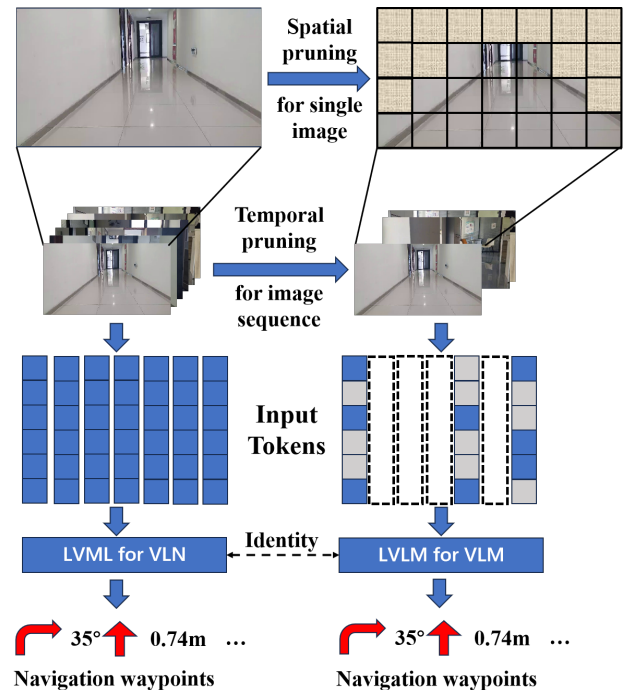 Spatial
pruning
for single
image
Temporal
pruning
for image
sequence
Input
Tokens
LVML for VLN
Identity
LVLM for VLM
35° 0.74m ...
35° 0.74m ...
Navigation waypoints
Navigation waypoints